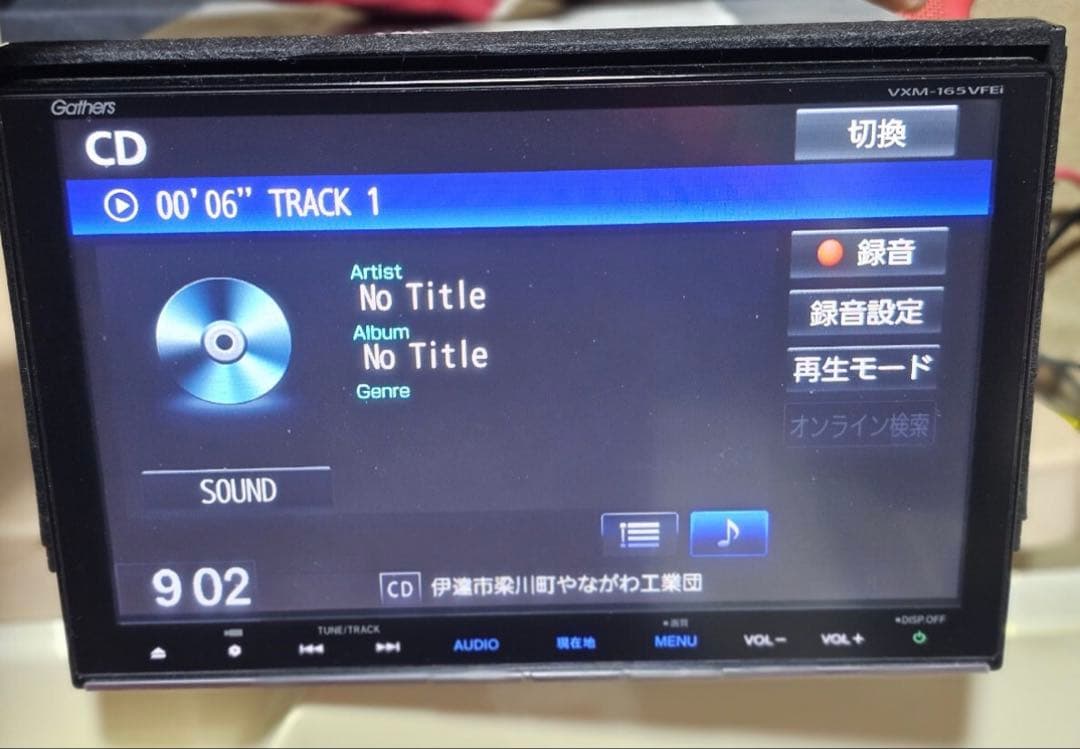 Gathers
VXM-165VFEi
CD
切換
00'06” TRACK 1
録音
Artist
No Title
録音設定
Album
No Title
再生モード
Genre
オンライン検索
SOUND
9 02
CD 伊達市梁川町やながわ工業団
TUNE/TRACK
AUDIO
現在地
画質
MENU
VOL−
VOL+
DISP.OFF